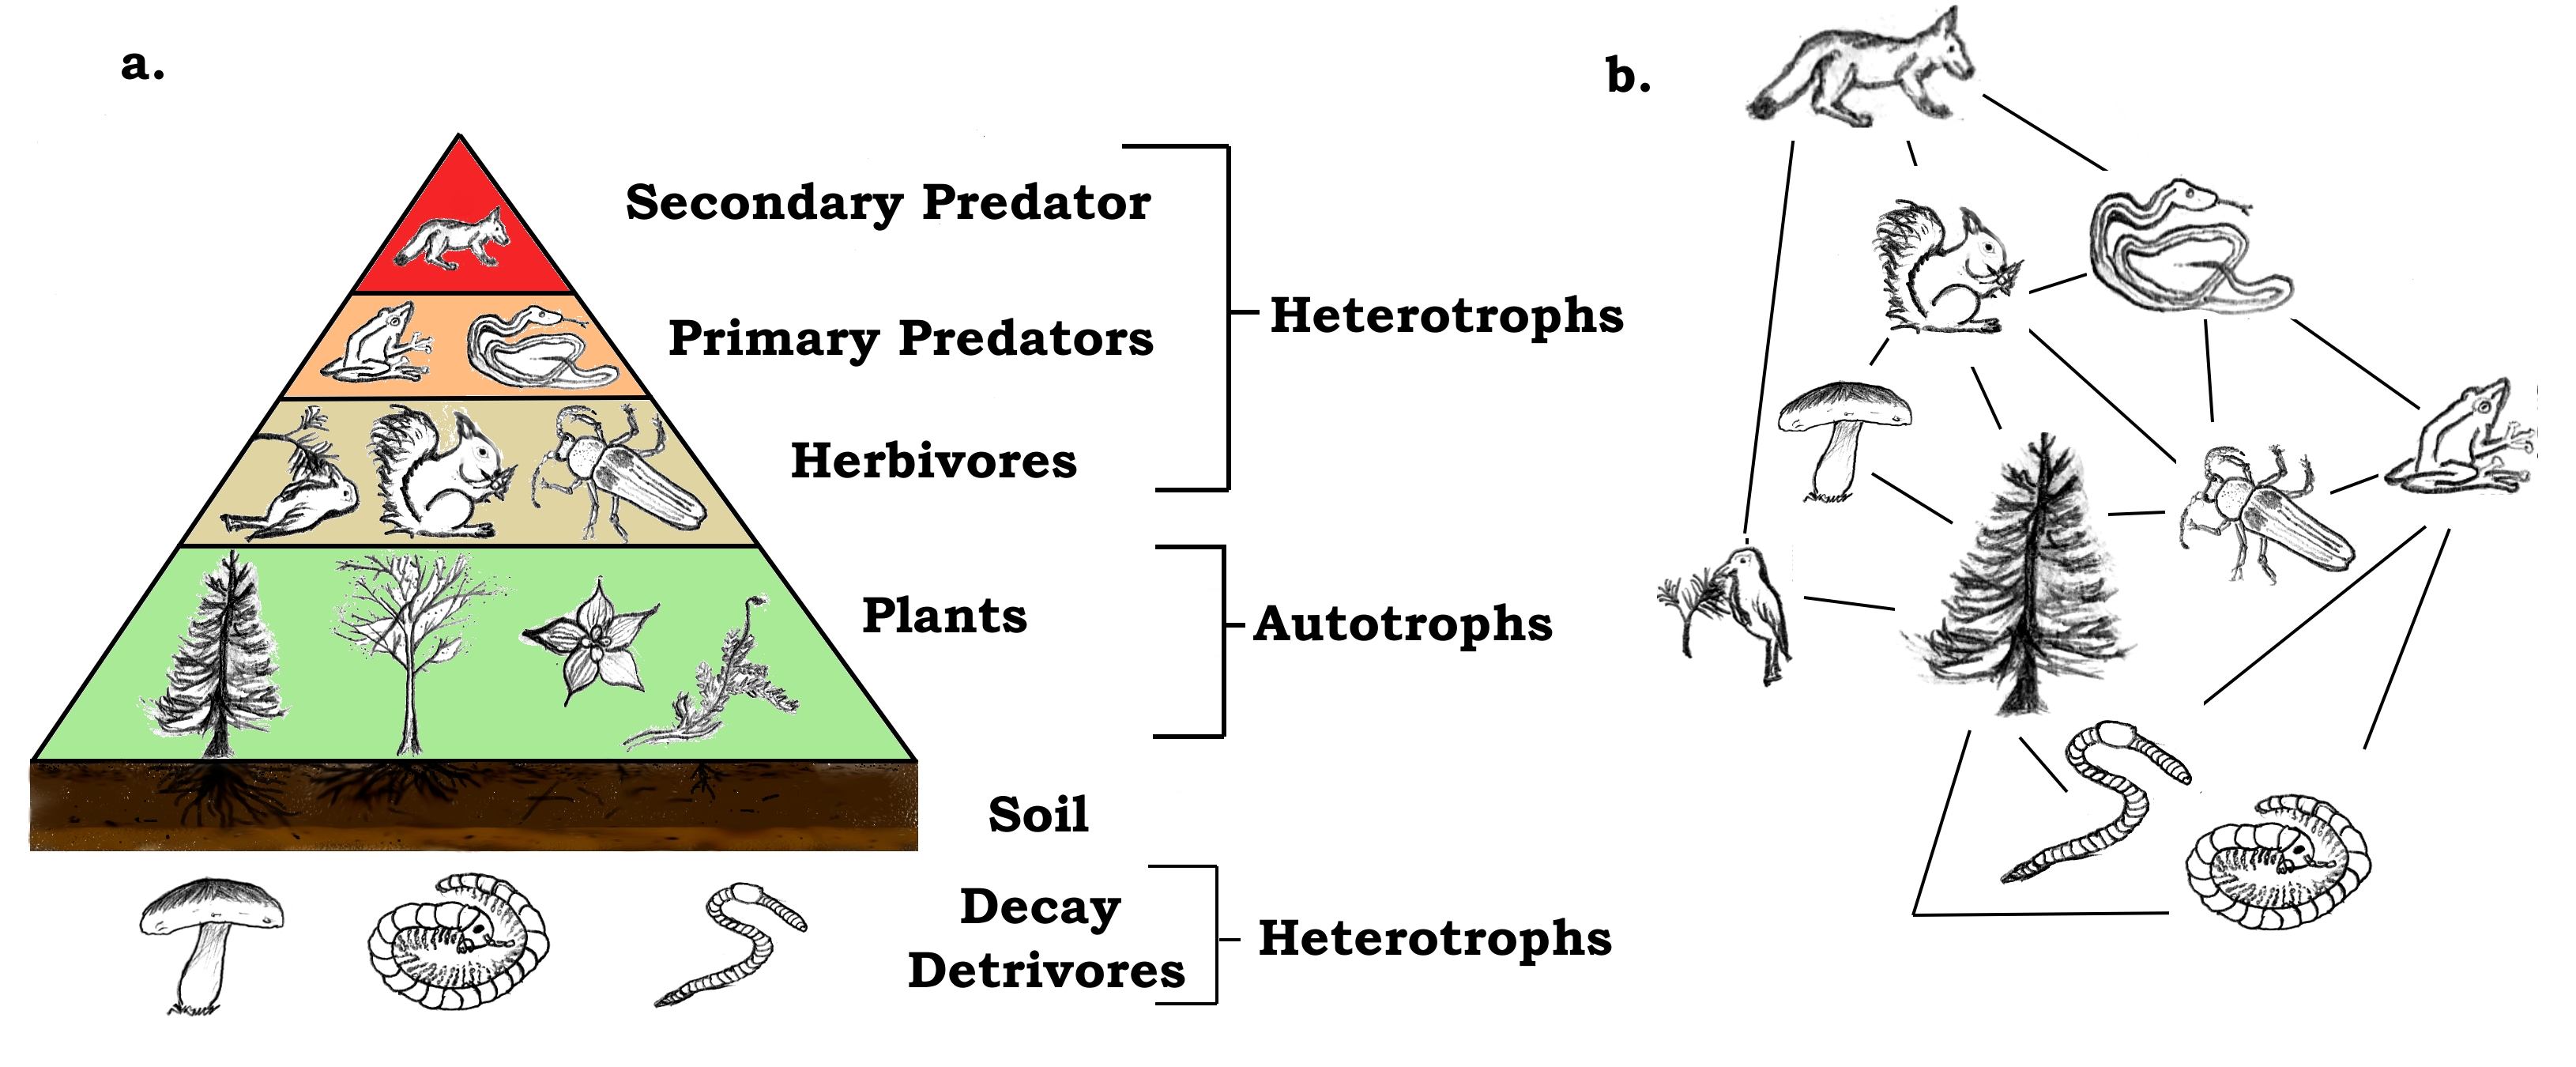 a.
Secondary Predator
Primary Predators
Herbivores
Heterotrophs
Plants
Autotrophs
Soil
Decay
Detrivores
Heterotrophs
b.